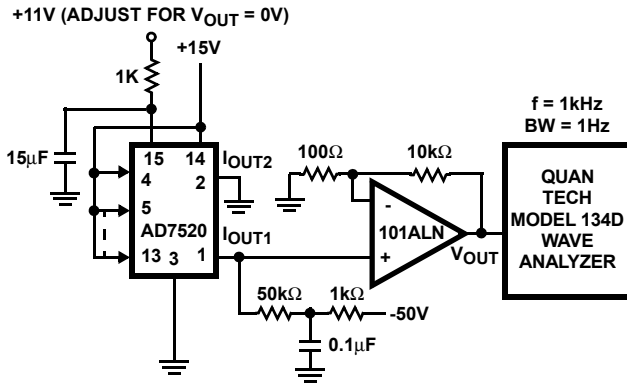 +11V (ADJUST FOR VOUT = 0V)
+15V
1K
f = 1kHz
BW = 1Hz
15μF
15
14
IOUT2
4
2
5
AD7520
IOUT1
13
3
1
100Ω
10kΩ
-
101ALN
+
VOUT
QUAN
TECH
MODEL 134D
WAVE
ANALYZER
50kΩ
1kΩ
-50V
0.1μF